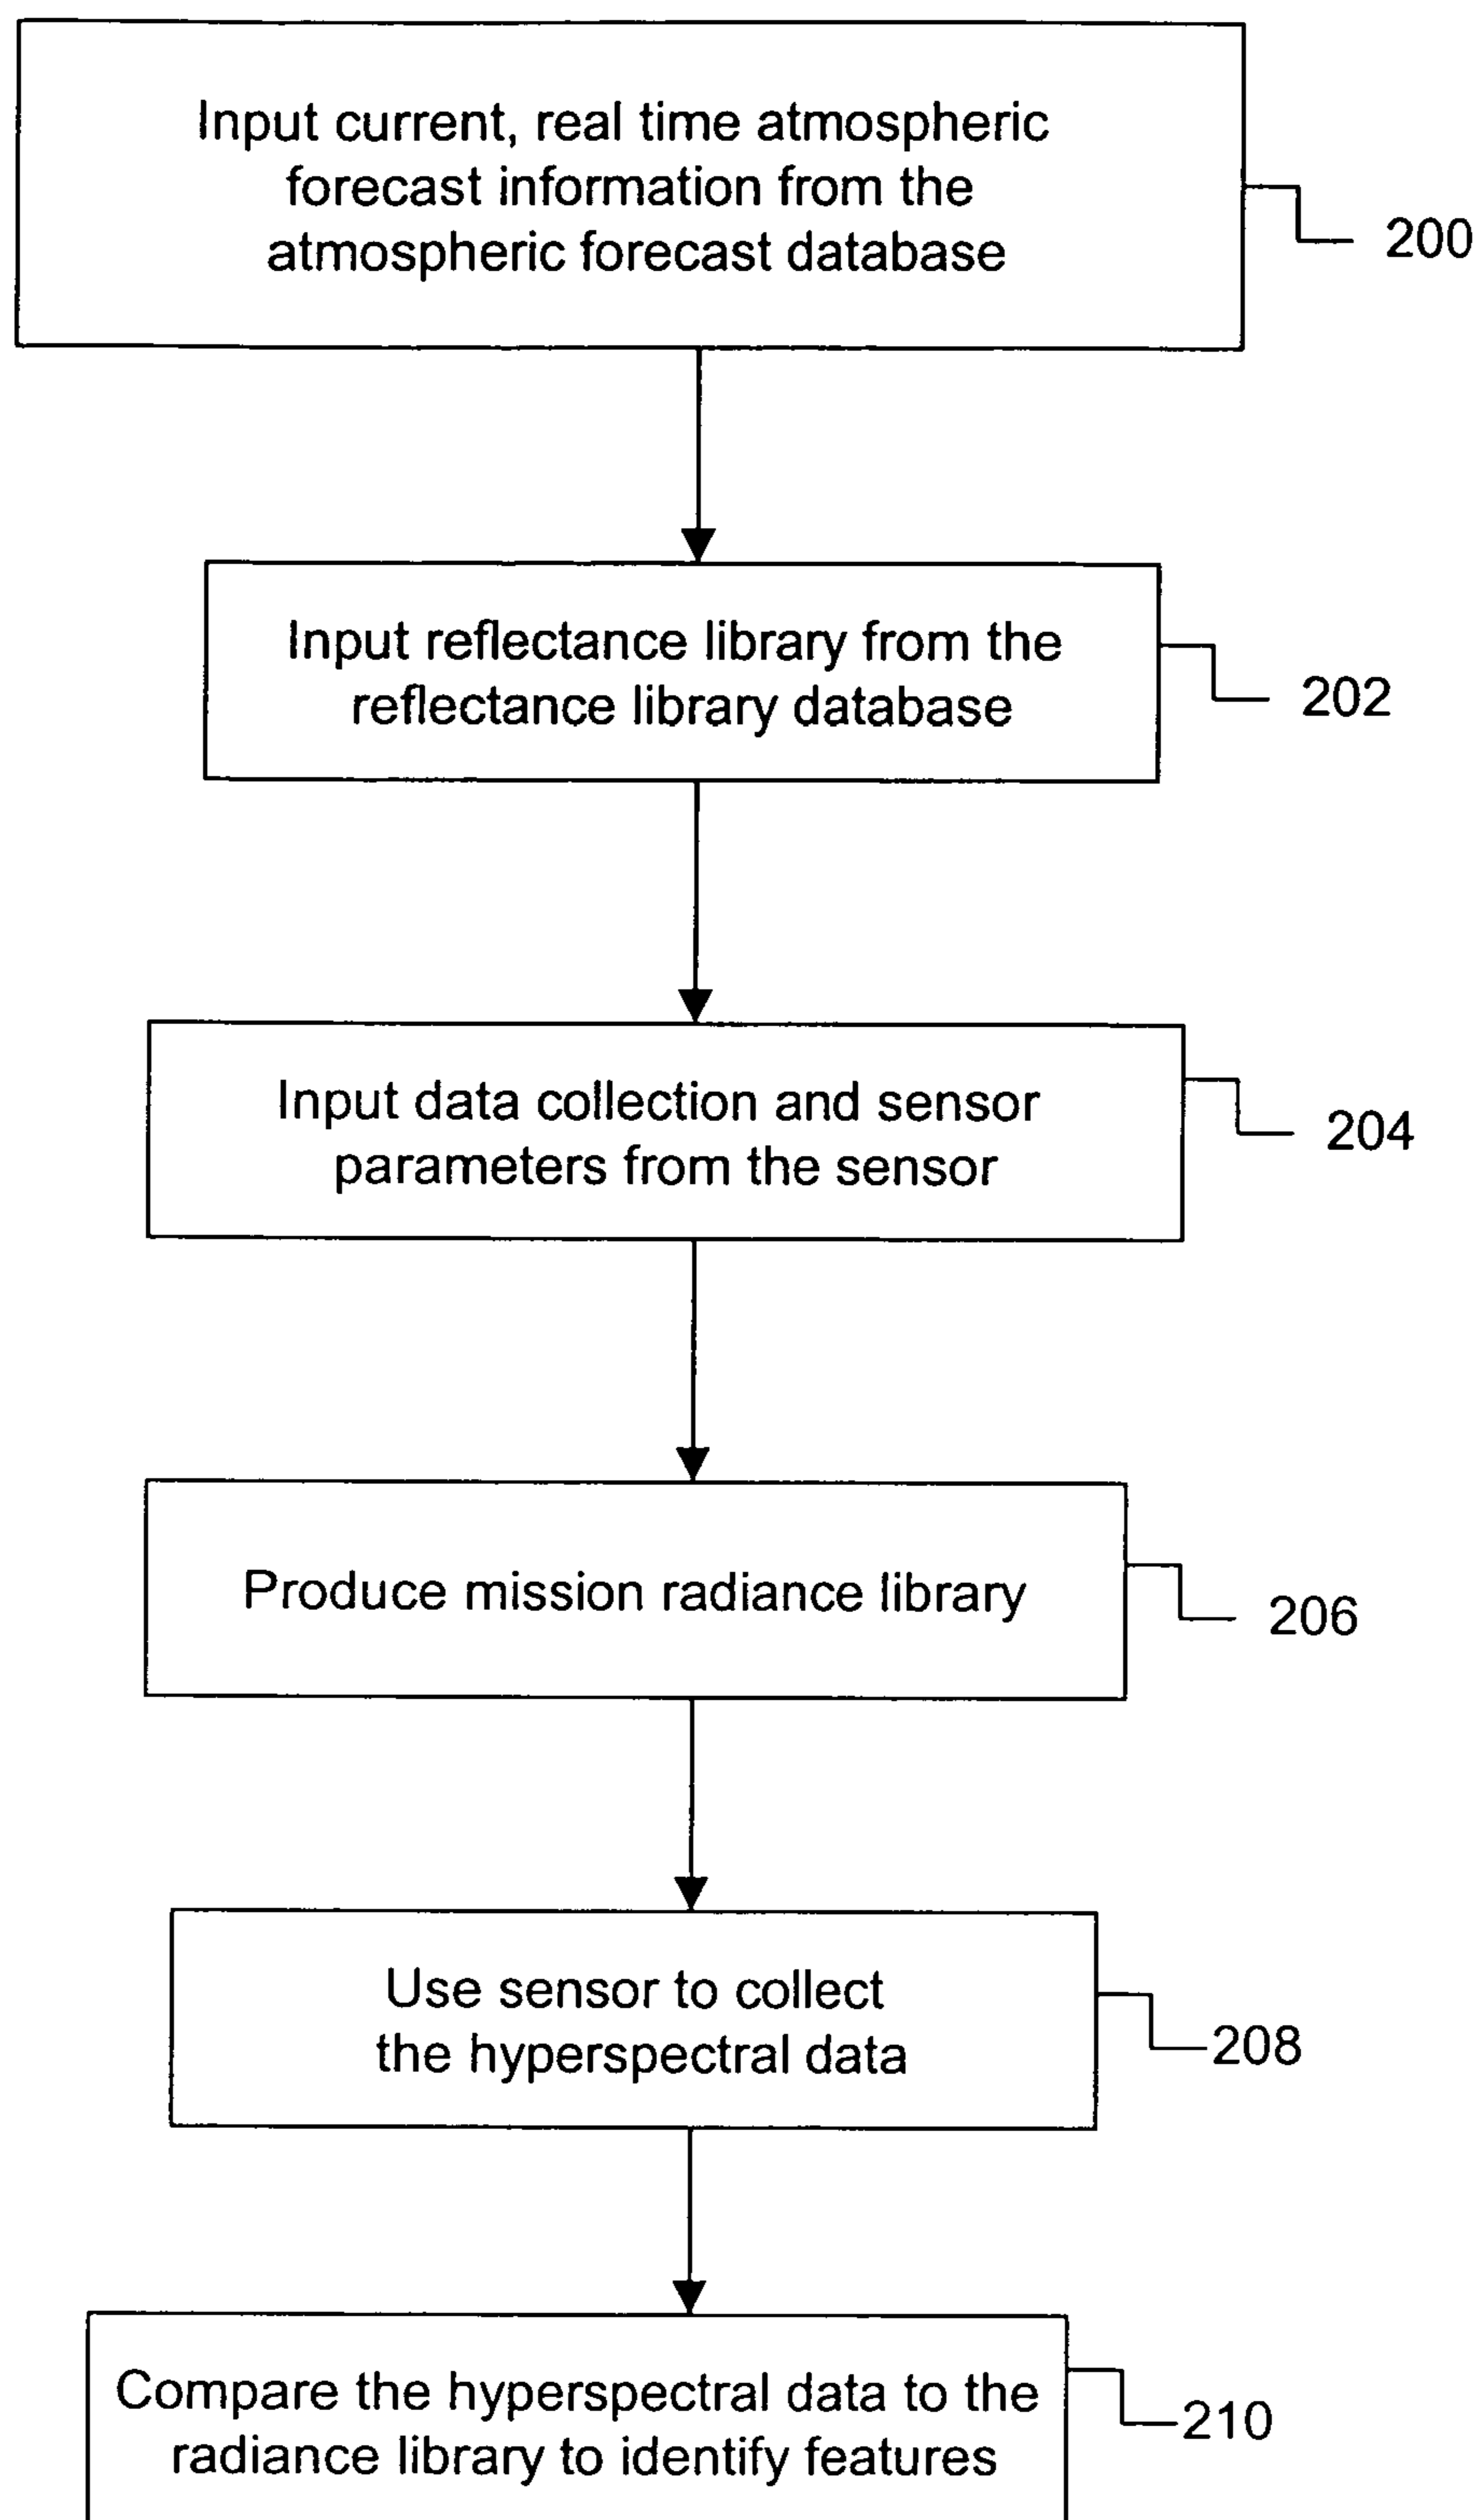 Input current, real time atmospheric
forecast information from the
atmospheric forecast database
200
Input reflectance library from the
reflectance library database
202
Input data collection and sensor
parameters from the sensor
204
Produce mission radiance library
206
Use sensor to collect
the hyperspectral data
208
Compare the hyperspectral data to the
radiance library to identify features
210